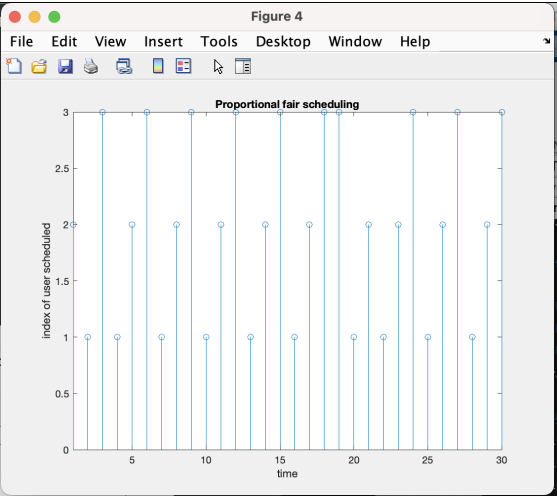 Figure 4
File Edit View Insert Tools Desktop Window Help
Proportional fair scheduling
3
2.5
2
1.5
1
0.5
0
index of user scheduled
5 10 15 20 25 30
time